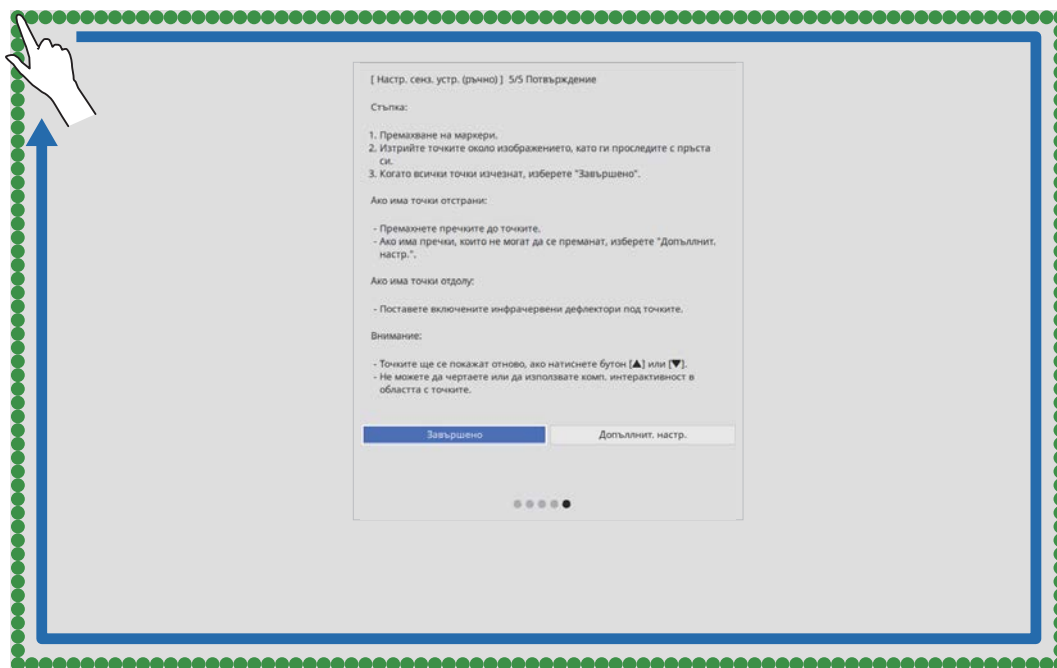 [ Настр. сенз. устр. (ръчно) ] 5/5 Потвърждение
Стъпка:
1. Премахване на маркери.
2. Изтрийте точките около изображението, като ги проследите с пръста
си.
3. Когато всички точки изчезнат, изберете "Завършено".
Ако има точки отстрани:
- Премахнете пречките до точките.
- Ако има пречки, които не могат да се преманат, изберете "Допъллнит.
настр.".
Ако има точки отдолу:
- Поставете включените инфрачервени дефлектори под точките.
Внимание:
- Точките ще се покажат отново, ако натиснете бутон [▲] или [▼].
- Не можете да чертаете или да използвате комп. интерактивност в
областта с точките.
Завършено
Допъллнит. настр.